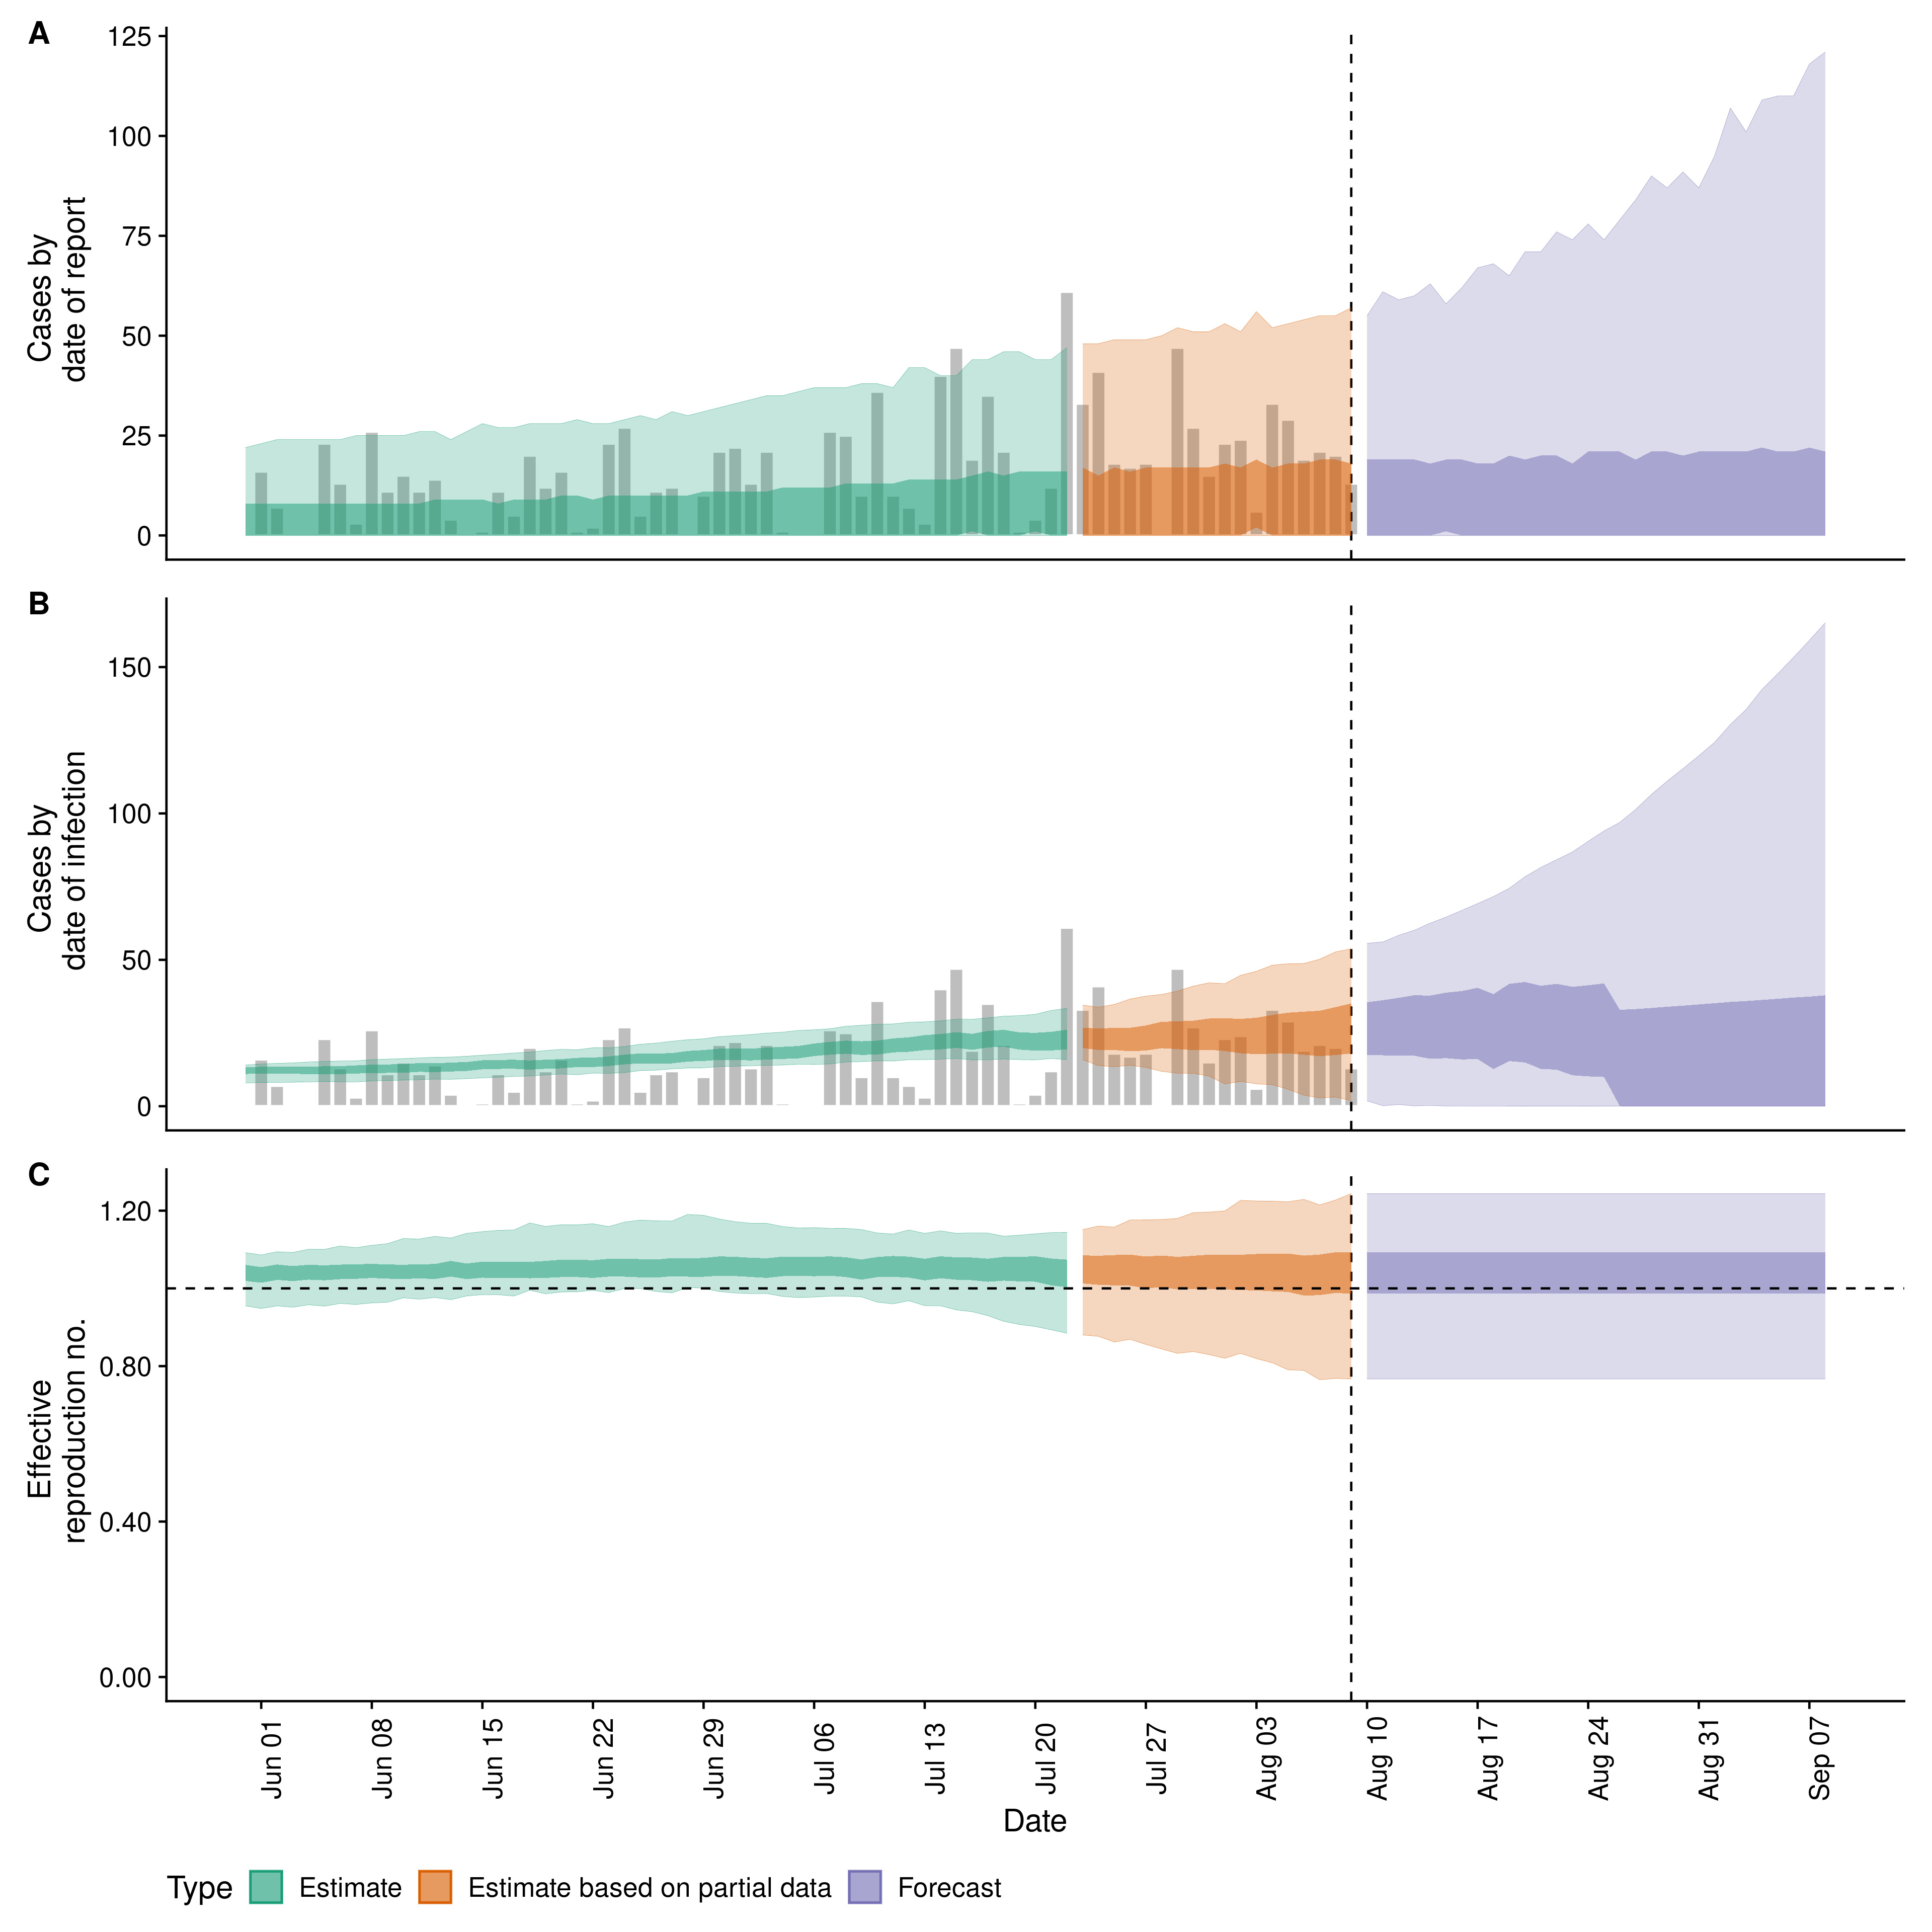 A
125
100
75
50
25
0
Cases by
date of report
B
150
100
50
0
Cases by
date of infection
C
1.20
0.80
0.40
0.00
Effective
reproduction no.
Jun 01
Jun 08
Jun 15
Jun 22
Jun 29
Jul 06
Jul 13
Jul 20
Jul 27
Aug 03
Aug 10
Aug 17
Aug 24
Aug 31
Sep 07
Date
Type Estimate Estimate based on partial data Forecast